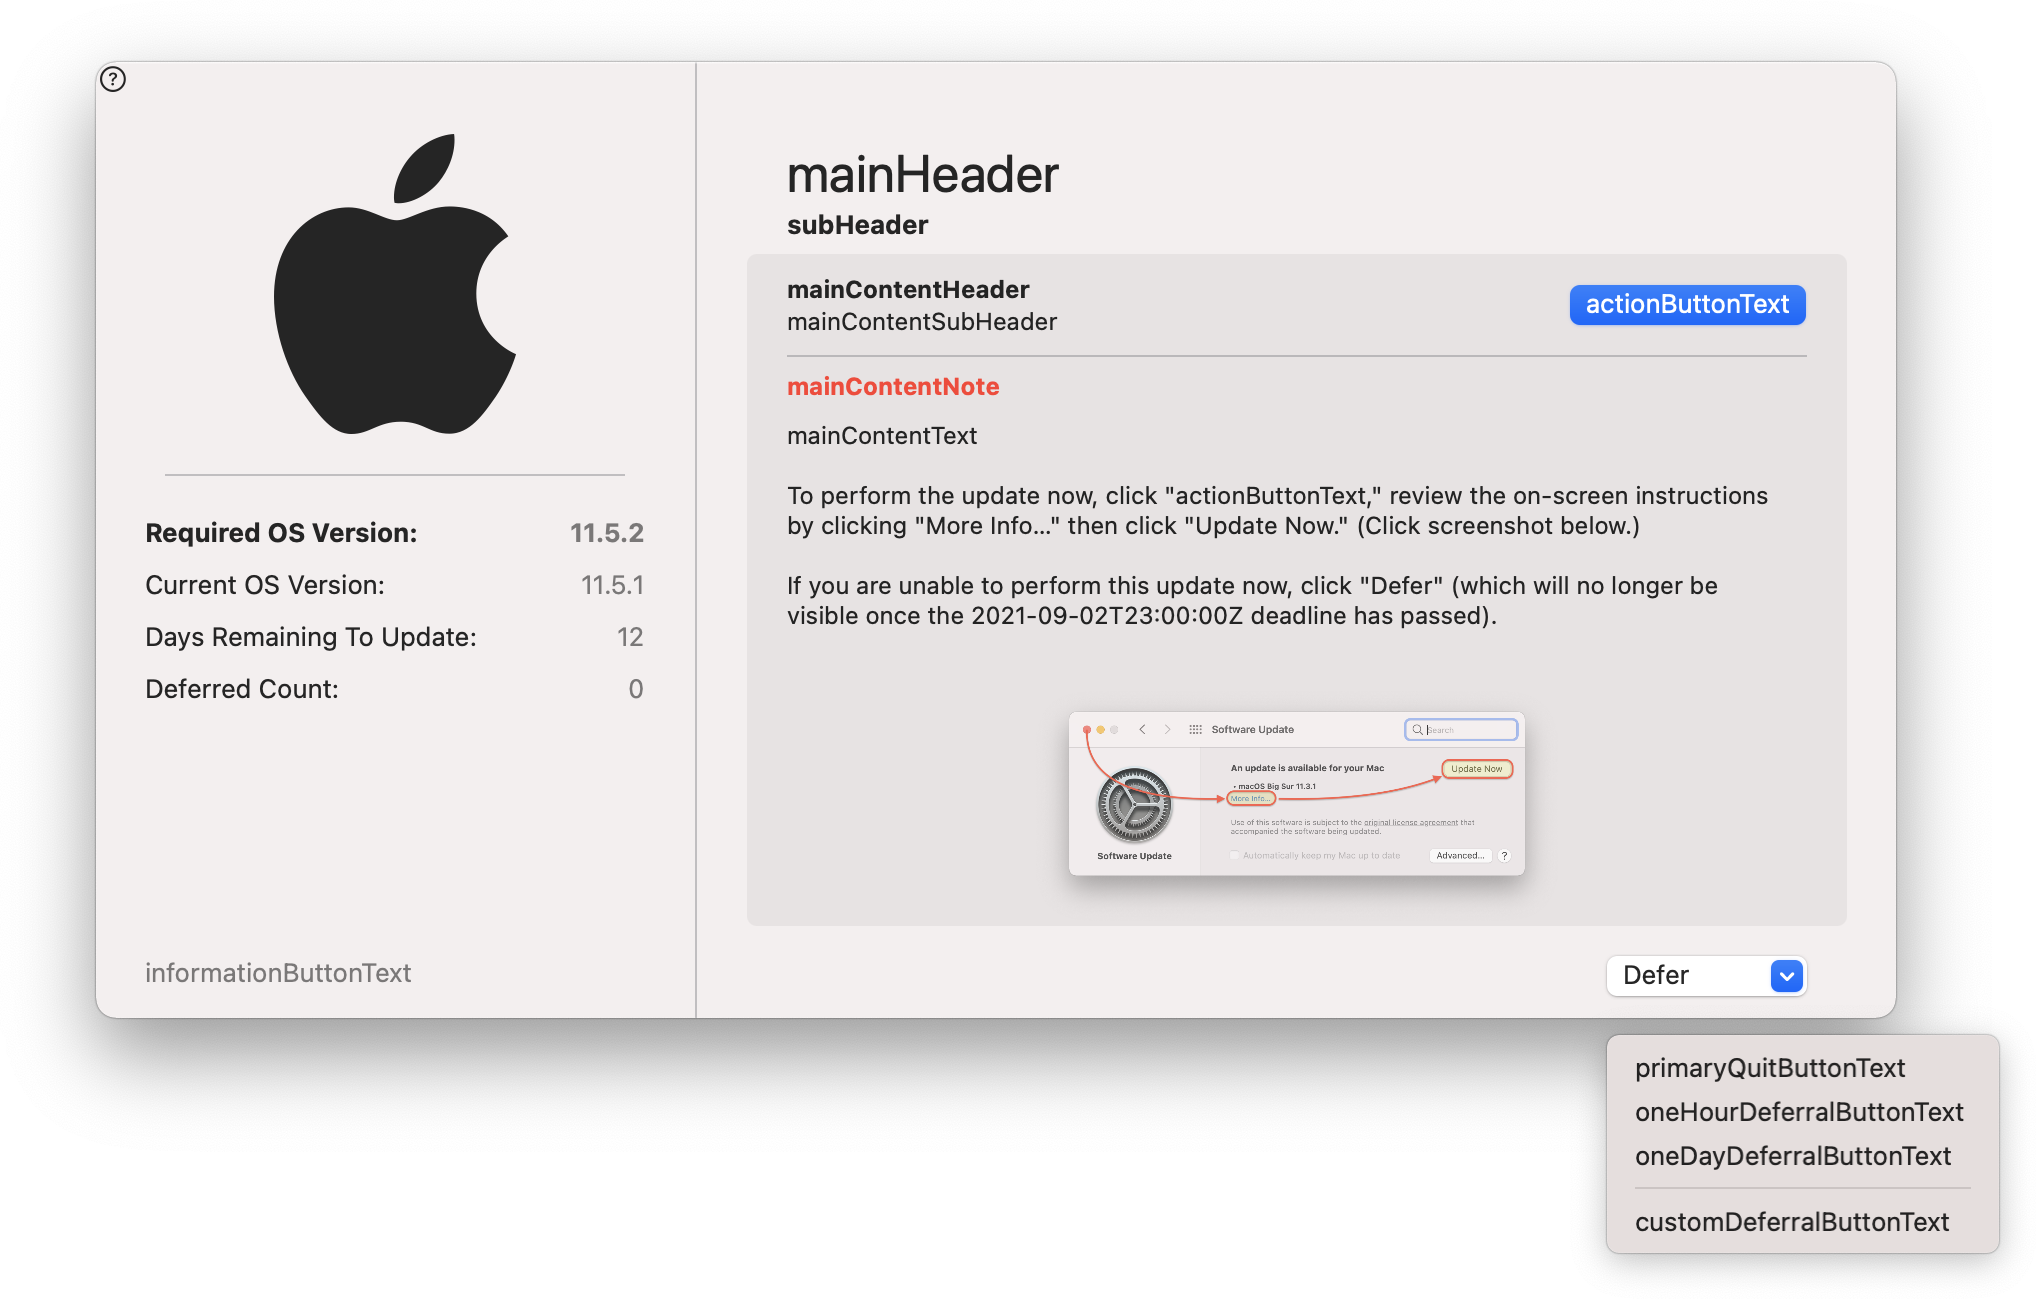 ?
Required OS Version: 11.5.2
Current OS Version: 11.5.1
Days Remaining To Update: 12
Deferred Count: 0
informationButtonText
mainHeader
subHeader
mainContentHeader
mainContentSubHeader
actionButtonText
mainContentNote
mainContentText
To perform the update now, click "actionButtonText," review the on-screen instructions
by clicking "More Info..." then click "Update Now." (Click screenshot below.)
If you are unable to perform this update now, click "Defer" (which will no longer be
visible once the 2021-09-02T23:00:00Z deadline has passed).
Software Update
Search
Software Update
An update is available for your Mac
Update Now
• macOS Big Sur 11.3.1
More Info...
Use of this software is subject to the original license agreement that
accompanied the software being updated.
Automatically keep my Mac up to date
Advanced...
?
Defer
primaryQuitButtonText
oneHourDeferralButtonText
oneDayDeferralButtonText
customDeferralButtonText